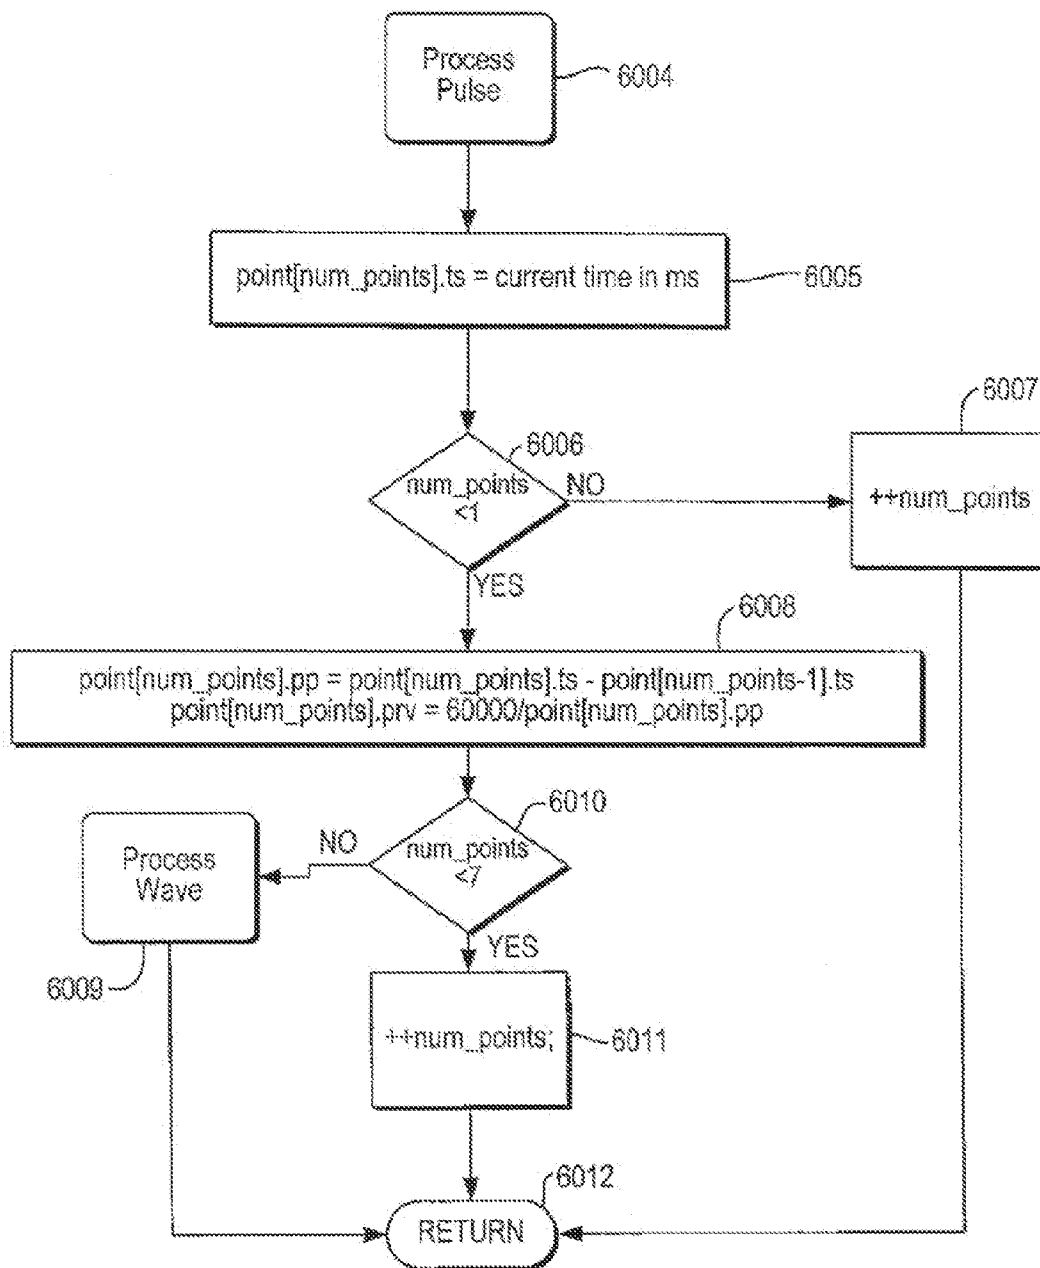 Process
Pulse
6004
point[num_points].ts = current time in ms
6005
6006
num_points
<1
NO
6007
++num_points
YES
6008
point[num_points].pp = point[num_points].ts - point[num_points-1].ts
point[num_points].prv = 60000/point[num_points].pp
6010
num_points
<7
NO
Process
Wave
6009
YES
++num_points;
6011
6012
RETURN